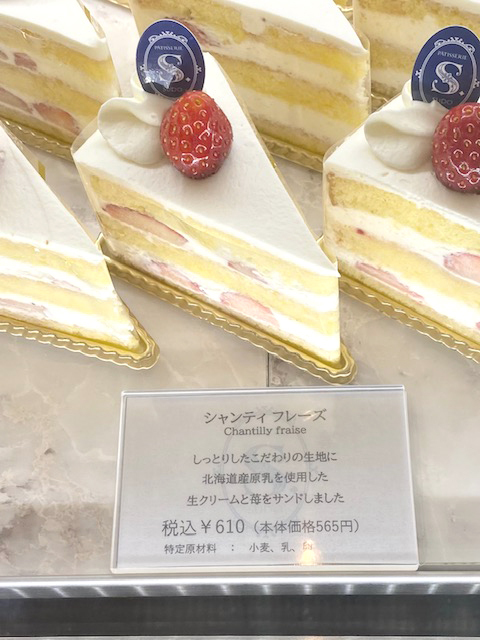 PATISSERIE
S
PATISSERIE
S
シャンティ フレーズ
Chantilly fraise
しっとりしたこだわりの生地に
北海道産原乳を使用した
生クリームと苺をサンドしました
税込￥610（本体価格565円）
特定原材料 ： 小麦、乳、卵